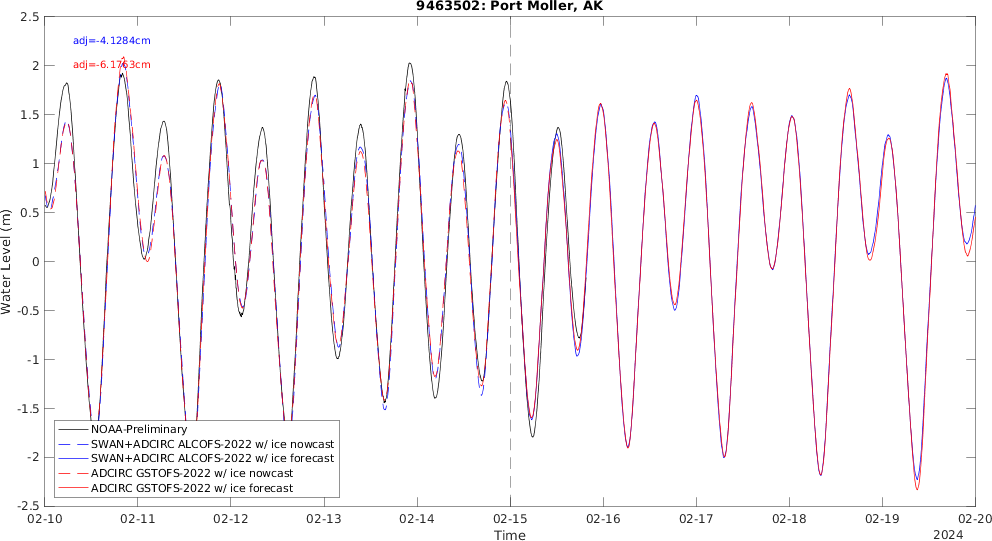 9463502: Port Moller, AK
adj=-4.1284cm
adj=-6.1763cm
Water Level (m)
2.5
2
1.5
1
0.5
0
-0.5
-1
-1.5
-2
-2.5
NOAA-Preliminary
SWAN+ADCIRC ALCOFS-2022 w/ ice nowcast
SWAN+ADCIRC ALCOFS-2022 w/ ice forecast
ADCIRC GSTOFS-2022 w/ ice nowcast
ADCIRC GSTOFS-2022 w/ ice forecast
02-10 02-11 02-12 02-13 02-14 02-15 02-16 02-17 02-18 02-19 02-20
Time
2024